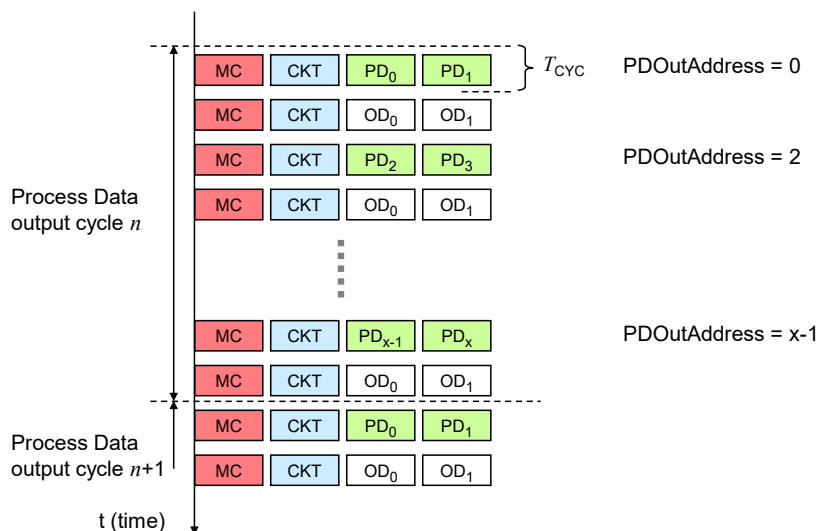 MC CKT PD0 PD1 TCYC PDOutAddress = 0
MC CKT OD0 OD1
MC CKT PD2 PD3 PDOutAddress = 2
Process Data
output cycle n
MC CKT OD0 OD1
MC CKT PDx-1 PDx PDOutAddress = x-1
MC CKT OD0 OD1
MC CKT PD0 PD1
Process Data
output cycle n+1
MC CKT OD0 OD1
t (time)